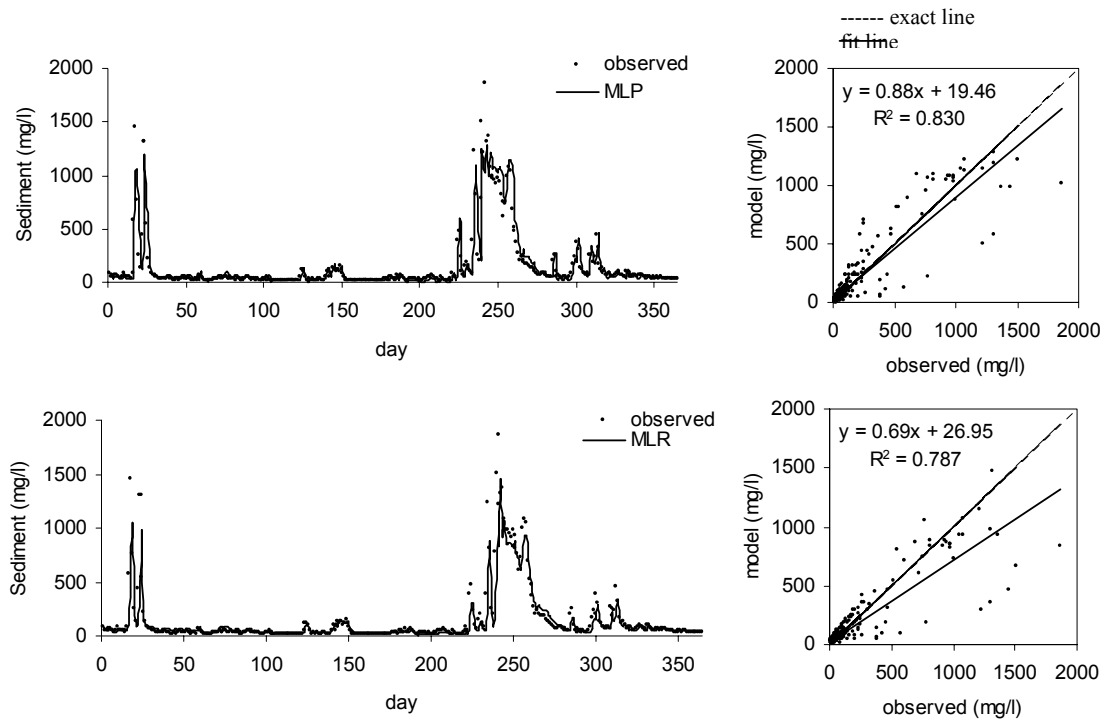 exact line
fit line
observed
MLP
2000
1500
1000
500
0
Sediment (mg/l)
0 50 100 150 200 250 300 350
day
y = 0.88x + 19.46
R² = 0.830
2000
1500
1000
500
0
model (mg/l)
0 500 1000 1500 2000
observed (mg/l)
observed
MLR
2000
1500
1000
500
0
Sediment (mg/l)
0 50 100 150 200 250 300 350
day
y = 0.69x + 26.95
R² = 0.787
2000
1500
1000
500
0
model (mg/l)
0 500 1000 1500 2000
observed (mg/l)